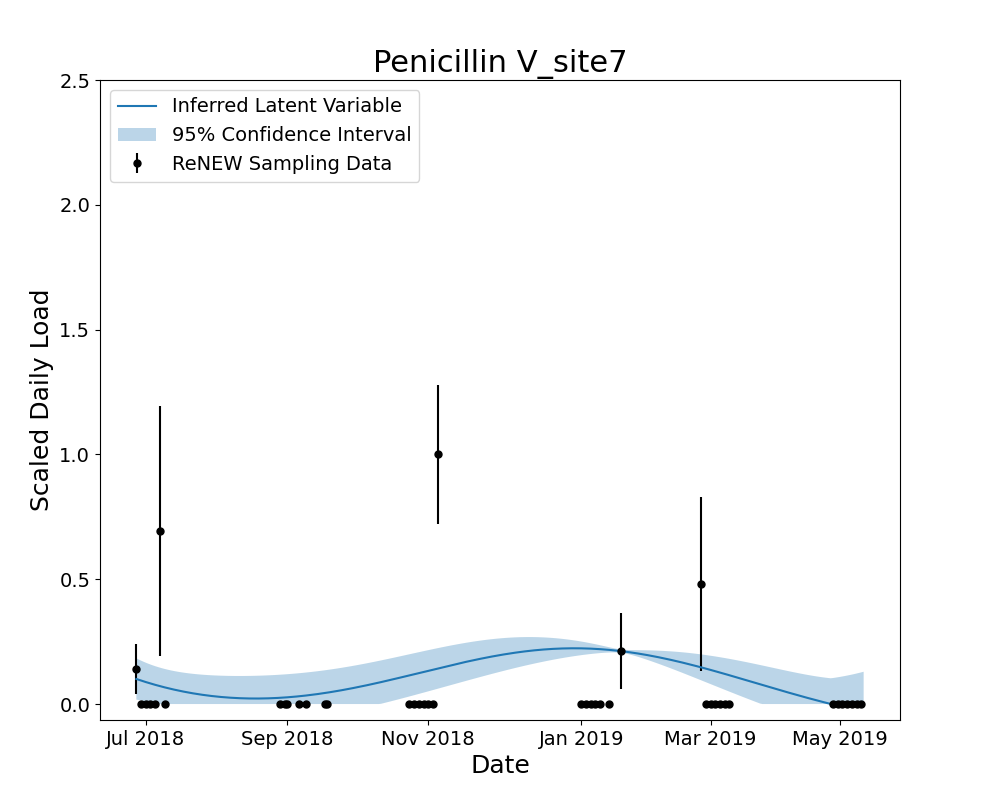 Penicillin V_site7
Inferred Latent Variable
95% Confidence Interval
ReNEW Sampling Data
Scaled Daily Load
2.5
2.0
1.5
1.0
0.5
0.0
Jul 2018 Sep 2018 Nov 2018 Jan 2019 Mar 2019 May 2019
Date